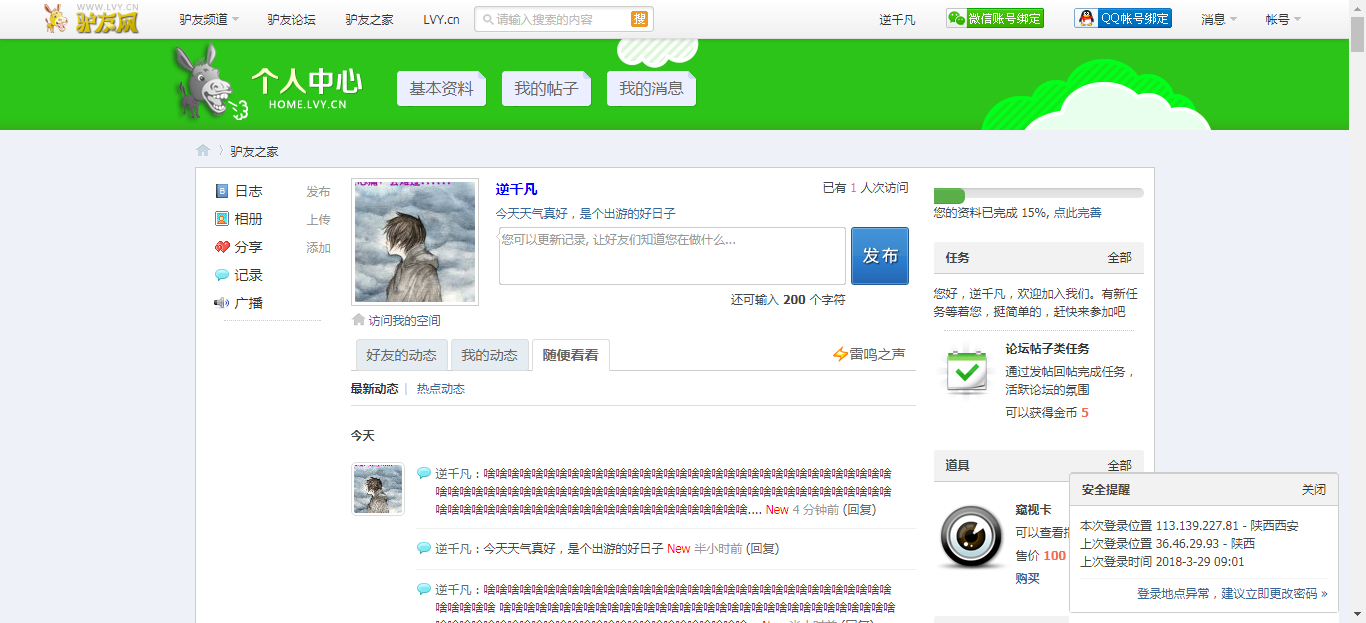 WWW.LVY.CN
驴友网
驴友频道
驴友论坛
驴友之家
LVY.cn
请输入搜索的内容
搜
逆千凡
微信账号绑定
QQ帐号绑定
消息
帐号
个人中心
HOME.LVY.CN
基本资料
我的帖子
我的消息
驴友之家
日志 发布
相册 上传
分享 添加
记录
广播
逆千凡
已有 1 人次访问
今天天气真好，是个出游的好日子
您可以更新记录, 让好友们知道您在做什么...
发布
还可输入 200 个字符
访问我的空间
好友的动态
我的动态
随便看看
雷鸣之声
最新动态
热点动态
今天
逆千凡：啥啥啥啥啥啥啥啥啥啥啥啥啥啥啥啥啥啥啥啥啥啥啥啥啥啥啥啥啥啥啥啥啥啥
啥啥啥啥啥啥啥啥啥啥啥啥啥啥啥啥啥啥啥啥啥啥啥啥啥啥啥啥啥啥啥啥啥啥啥啥啥啥
啥啥啥啥啥啥啥啥啥啥啥啥啥啥啥啥啥啥啥啥啥啥啥啥啥啥.... New 4 分钟前 (回复)
逆千凡：今天天气真好，是个出游的好日子 New 半小时前 (回复)
逆千凡：啥啥啥啥啥啥啥啥啥啥啥啥啥啥啥啥啥啥啥啥啥啥啥啥啥啥啥啥啥啥啥啥啥啥
啥啥啥啥啥 啥啥啥啥啥啥啥啥啥啥啥啥啥啥啥啥啥啥啥啥啥啥啥啥啥啥啥啥啥啥啥啥啥
您的资料已完成 15%, 点此完善
任务 全部
您好，逆千凡，欢迎加入我们。有新任
务等着您，挺简单的，赶快来参加吧
论坛帖子类任务
通过发帖回帖完成任务，
活跃论坛的氛围
可以获得金币 5
道具 全部
窥视卡
可以查看
售价 100
购买
安全提醒 关闭
本次登录位置 113.139.227.81 - 陕西西安
上次登录位置 36.46.29.93 - 陕西
上次登录时间 2018-3-29 09:01
登录地点异常，建议立即更改密码 »